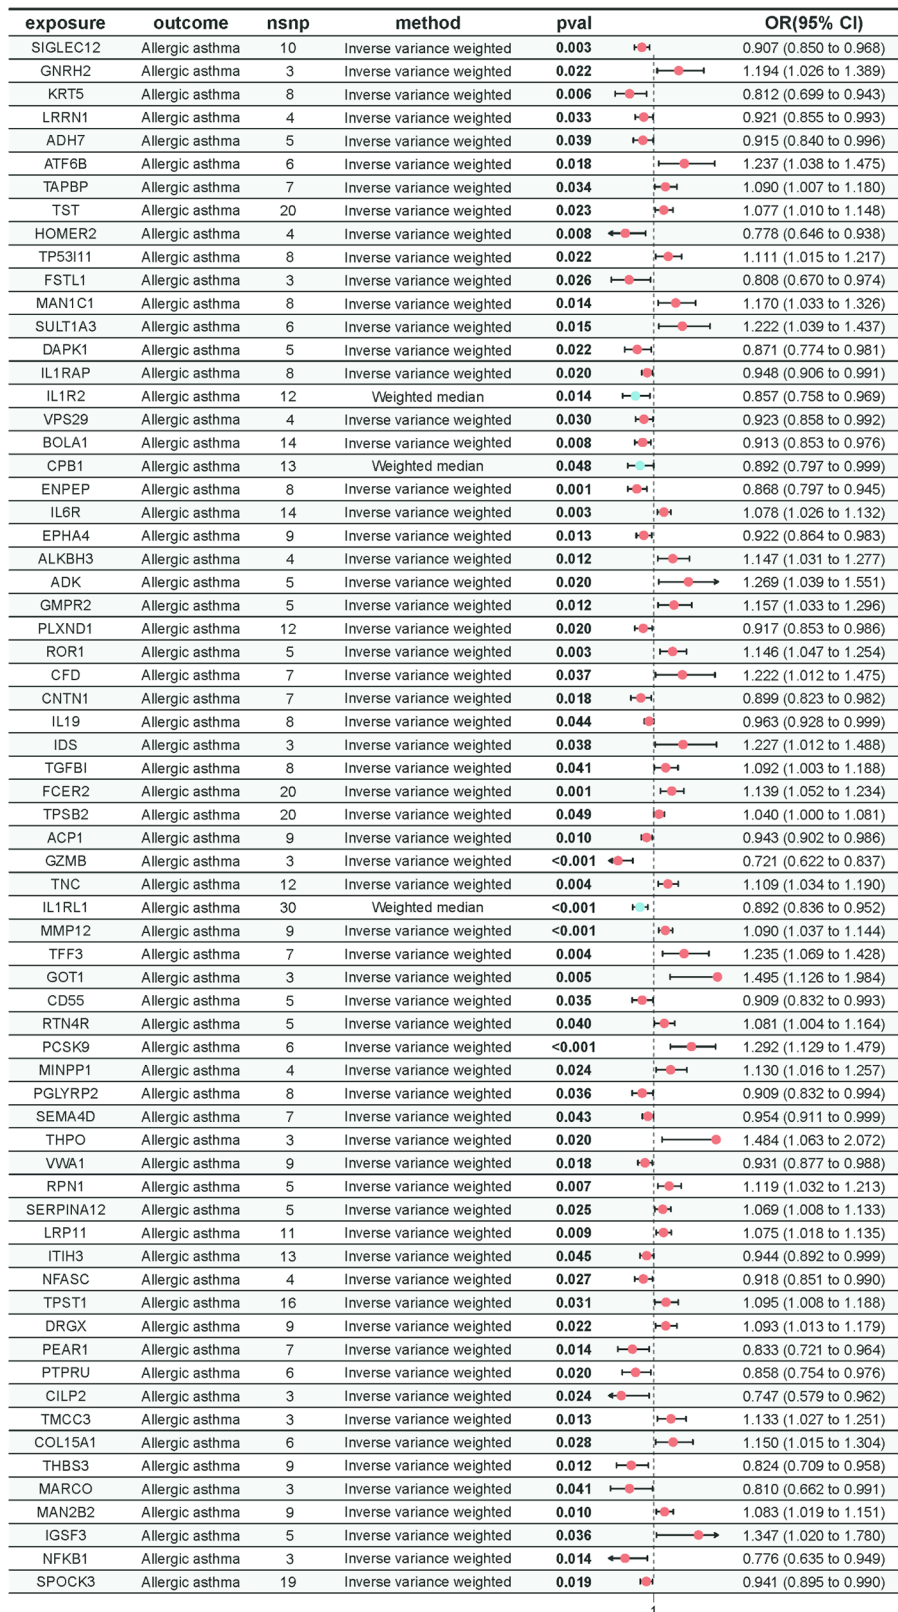 exposure outcome nsnp method pval OR(95% CI)
SIGLEC12 Allergic asthma 10 Inverse variance weighted 0.003 0.907 (0.850 to 0.968)
GNRH2 Allergic asthma 3 Inverse variance weighted 0.022 1.194 (1.026 to 1.389)
KRT5 Allergic asthma 8 Inverse variance weighted 0.006 0.812 (0.699 to 0.943)
LRRN1 Allergic asthma 4 Inverse variance weighted 0.033 0.921 (0.855 to 0.993)
ADH7 Allergic asthma 5 Inverse variance weighted 0.039 0.915 (0.840 to 0.996)
ATF6B Allergic asthma 6 Inverse variance weighted 0.018 1.237 (1.038 to 1.475)
TAPBP Allergic asthma 7 Inverse variance weighted 0.034 1.090 (1.007 to 1.180)
TST Allergic asthma 20 Inverse variance weighted 0.023 1.077 (1.010 to 1.148)
HOMER2 Allergic asthma 4 Inverse variance weighted 0.008 0.778 (0.646 to 0.938)
TP53I11 Allergic asthma 8 Inverse variance weighted 0.022 1.111 (1.015 to 1.217)
FSTL1 Allergic asthma 3 Inverse variance weighted 0.026 0.808 (0.670 to 0.974)
MAN1C1 Allergic asthma 8 Inverse variance weighted 0.014 1.170 (1.033 to 1.326)
SULT1A3 Allergic asthma 6 Inverse variance weighted 0.015 1.222 (1.039 to 1.437)
DAPK1 Allergic asthma 5 Inverse variance weighted 0.022 0.871 (0.774 to 0.981)
IL1RAP Allergic asthma 8 Inverse variance weighted 0.020 0.948 (0.906 to 0.991)
IL1R2 Allergic asthma 12 Weighted median 0.014 0.857 (0.758 to 0.969)
VPS29 Allergic asthma 4 Inverse variance weighted 0.030 0.923 (0.858 to 0.992)
BOLA1 Allergic asthma 14 Inverse variance weighted 0.008 0.913 (0.853 to 0.976)
CPB1 Allergic asthma 13 Weighted median 0.048 0.892 (0.797 to 0.999)
ENPEP Allergic asthma 8 Inverse variance weighted 0.001 0.868 (0.797 to 0.945)
IL6R Allergic asthma 14 Inverse variance weighted 0.003 1.078 (1.026 to 1.132)
EPHA4 Allergic asthma 9 Inverse variance weighted 0.013 0.922 (0.864 to 0.983)
ALKBH3 Allergic asthma 4 Inverse variance weighted 0.012 1.147 (1.031 to 1.277)
ADK Allergic asthma 5 Inverse variance weighted 0.020 1.269 (1.039 to 1.551)
GMPR2 Allergic asthma 5 Inverse variance weighted 0.012 1.157 (1.033 to 1.296)
PLXND1 Allergic asthma 12 Inverse variance weighted 0.020 0.917 (0.853 to 0.986)
ROR1 Allergic asthma 5 Inverse variance weighted 0.003 1.146 (1.047 to 1.254)
CFD Allergic asthma 7 Inverse variance weighted 0.037 1.222 (1.012 to 1.475)
CNTN1 Allergic asthma 7 Inverse variance weighted 0.018 0.899 (0.823 to 0.982)
IL19 Allergic asthma 8 Inverse variance weighted 0.044 0.963 (0.928 to 0.999)
IDS Allergic asthma 3 Inverse variance weighted 0.038 1.227 (1.012 to 1.488)
TGFBI Allergic asthma 8 Inverse variance weighted 0.041 1.092 (1.003 to 1.188)
FCER2 Allergic asthma 20 Inverse variance weighted 0.001 1.139 (1.052 to 1.234)
TPSB2 Allergic asthma 20 Inverse variance weighted 0.049 1.040 (1.000 to 1.081)
ACP1 Allergic asthma 9 Inverse variance weighted 0.010 0.943 (0.902 to 0.986)
GZMB Allergic asthma 3 Inverse variance weighted <0.001 0.721 (0.622 to 0.837)
TNC Allergic asthma 12 Inverse variance weighted 0.004 1.109 (1.034 to 1.190)
IL1RL1 Allergic asthma 30 Weighted median <0.001 0.892 (0.836 to 0.952)
MMP12 Allergic asthma 9 Inverse variance weighted <0.001 1.090 (1.037 to 1.144)
TFF3 Allergic asthma 7 Inverse variance weighted 0.004 1.235 (1.069 to 1.428)
GOT1 Allergic asthma 3 Inverse variance weighted 0.005 1.495 (1.126 to 1.984)
CD55 Allergic asthma 5 Inverse variance weighted 0.035 0.909 (0.832 to 0.993)
RTN4R Allergic asthma 5 Inverse variance weighted 0.040 1.081 (1.004 to 1.164)
PCSK9 Allergic asthma 6 Inverse variance weighted <0.001 1.292 (1.129 to 1.479)
MINPP1 Allergic asthma 4 Inverse variance weighted 0.024 1.130 (1.016 to 1.257)
PGLYRP2 Allergic asthma 8 Inverse variance weighted 0.036 0.909 (0.832 to 0.994)
SEMA4D Allergic asthma 7 Inverse variance weighted 0.043 0.954 (0.911 to 0.999)
THPO Allergic asthma 3 Inverse variance weighted 0.020 1.484 (1.063 to 2.072)
VWA1 Allergic asthma 9 Inverse variance weighted 0.018 0.931 (0.877 to 0.988)
RPN1 Allergic asthma 5 Inverse variance weighted 0.007 1.119 (1.032 to 1.213)
SERPINA12 Allergic asthma 5 Inverse variance weighted 0.025 1.069 (1.008 to 1.133)
LRP11 Allergic asthma 11 Inverse variance weighted 0.009 1.075 (1.018 to 1.135)
ITIH3 Allergic asthma 13 Inverse variance weighted 0.045 0.944 (0.892 to 0.999)
NFASC Allergic asthma 4 Inverse variance weighted 0.027 0.918 (0.851 to 0.990)
TPST1 Allergic asthma 16 Inverse variance weighted 0.031 1.095 (1.008 to 1.188)
DRGX Allergic asthma 9 Inverse variance weighted 0.022 1.093 (1.013 to 1.179)
PEAR1 Allergic asthma 7 Inverse variance weighted 0.014 0.833 (0.721 to 0.964)
PTPRU Allergic asthma 6 Inverse variance weighted 0.020 0.858 (0.754 to 0.976)
CILP2 Allergic asthma 3 Inverse variance weighted 0.024 0.747 (0.579 to 0.962)
TMCC3 Allergic asthma 3 Inverse variance weighted 0.013 1.133 (1.027 to 1.251)
COL15A1 Allergic asthma 6 Inverse variance weighted 0.028 1.150 (1.015 to 1.304)
THBS3 Allergic asthma 9 Inverse variance weighted 0.012 0.824 (0.709 to 0.958)
MARCO Allergic asthma 3 Inverse variance weighted 0.041 0.810 (0.662 to 0.991)
MAN2B2 Allergic asthma 9 Inverse variance weighted 0.010 1.083 (1.019 to 1.151)
IGSF3 Allergic asthma 5 Inverse variance weighted 0.036 1.347 (1.020 to 1.780)
NFKB1 Allergic asthma 3 Inverse variance weighted 0.014 0.776 (0.635 to 0.949)
SPOCK3 Allergic asthma 19 Inverse variance weighted 0.019 0.941 (0.895 to 0.990)
1